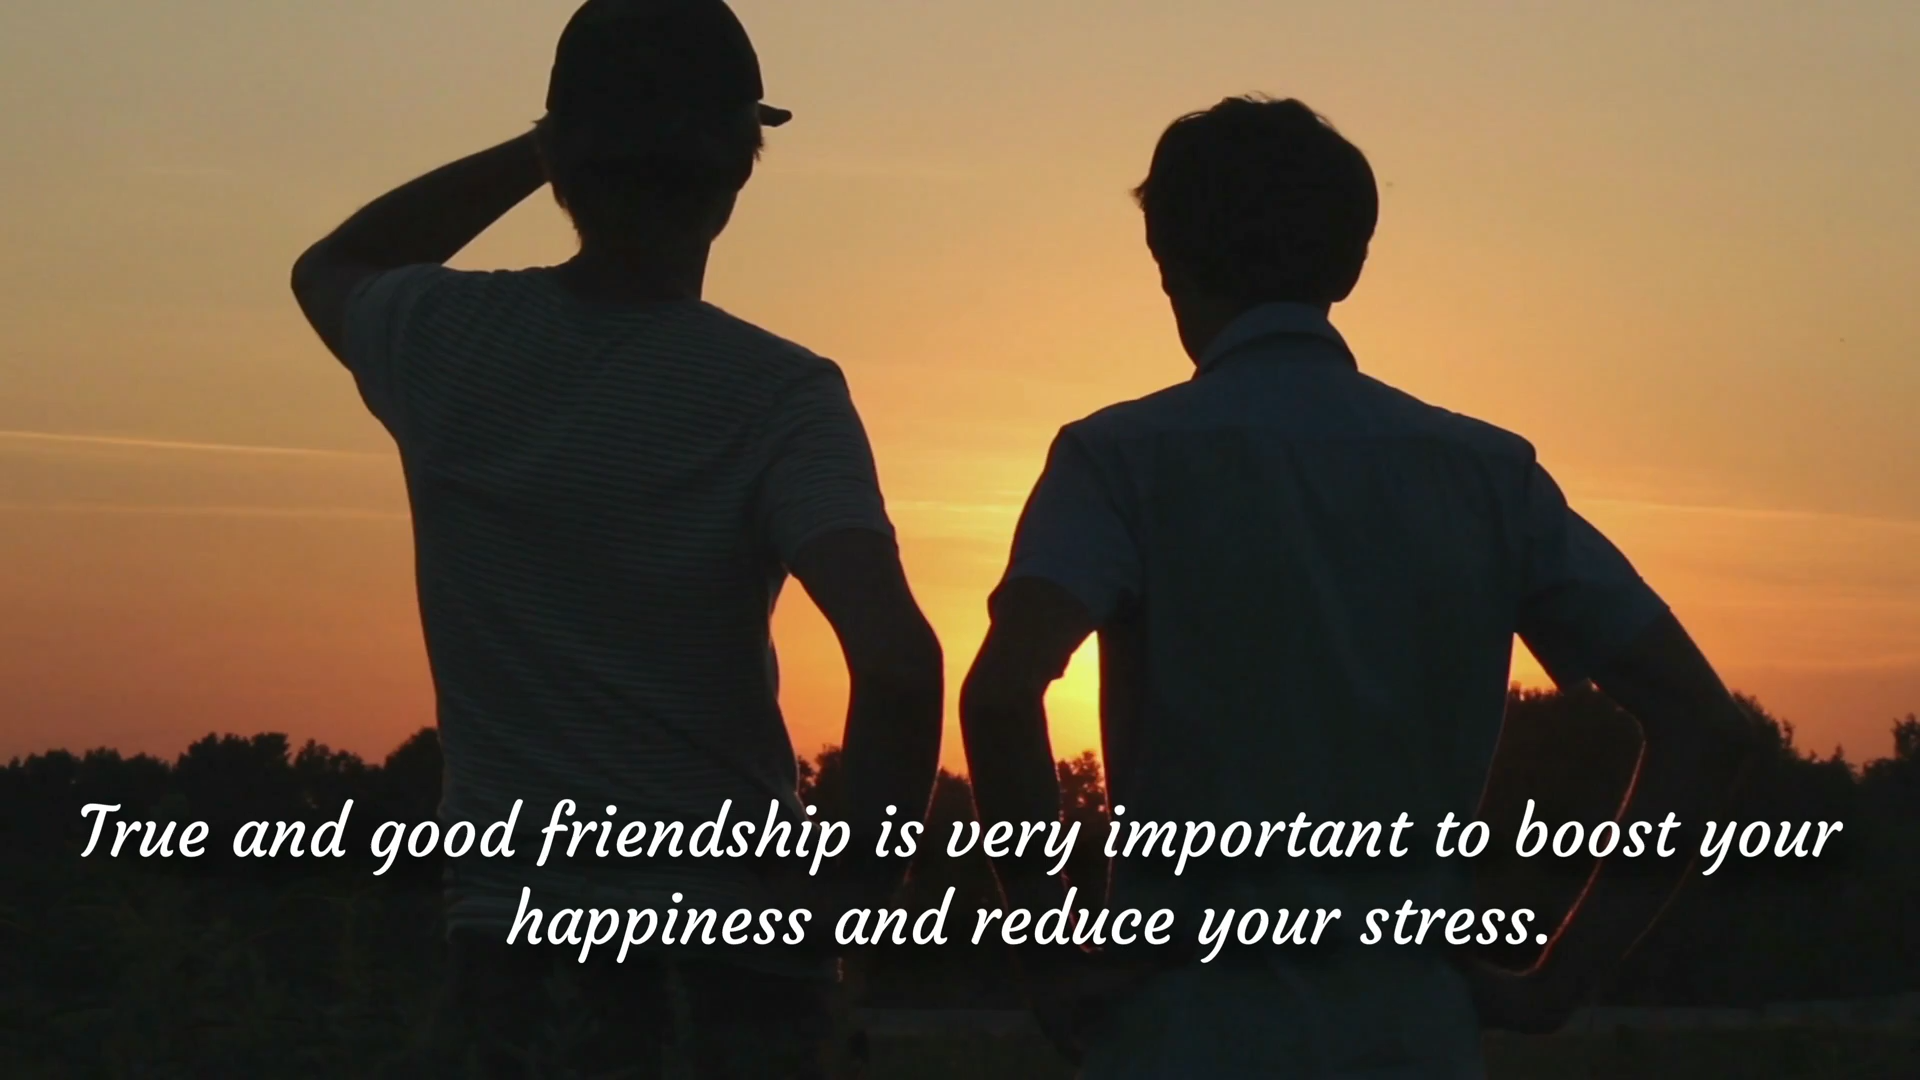 True and good friendship is very important to boost your
happiness and reduce your stress.